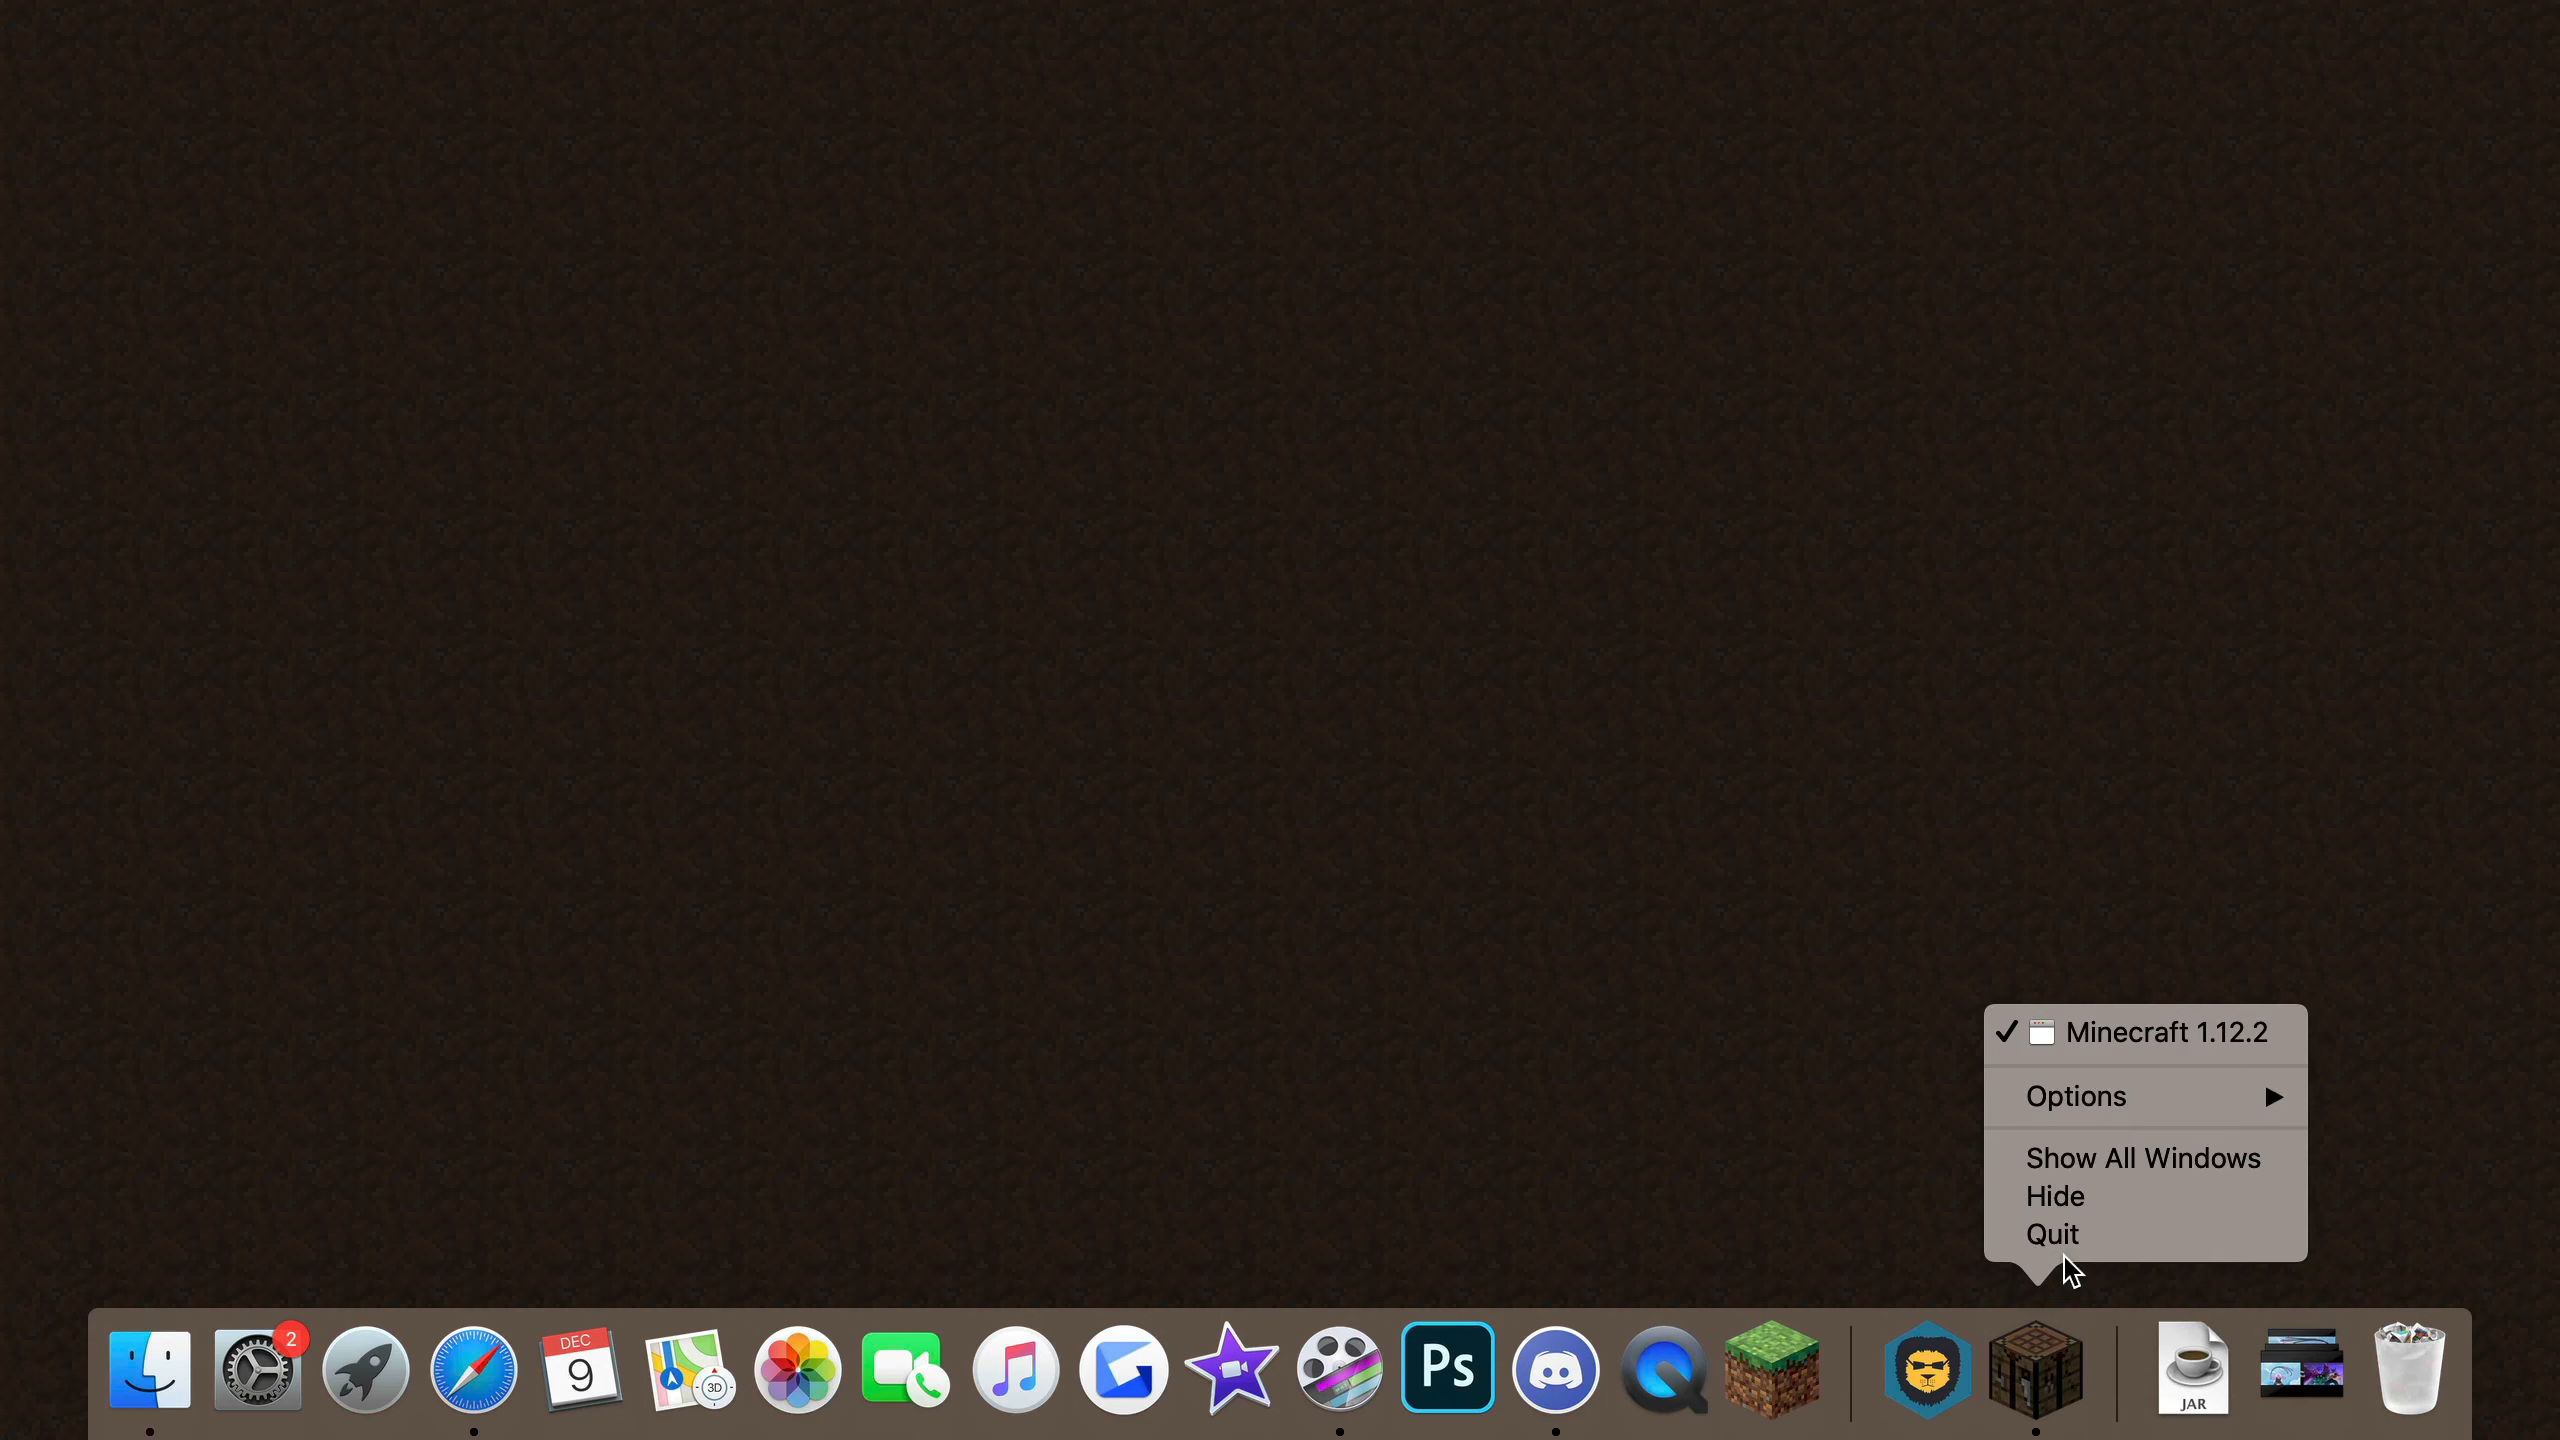 Minecraft 1.12.2
Options
Show All Windows
Hide
Quit
2
DEC
9
3D
Ps
JAR